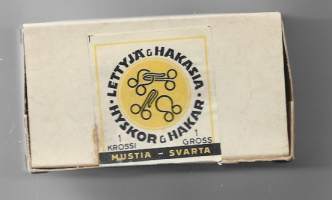 LETTYJÄ & HAKASIA
HYSKOR & HAKAR
1 KROSSI
1 GROSS
MUSTIA - SVARTA